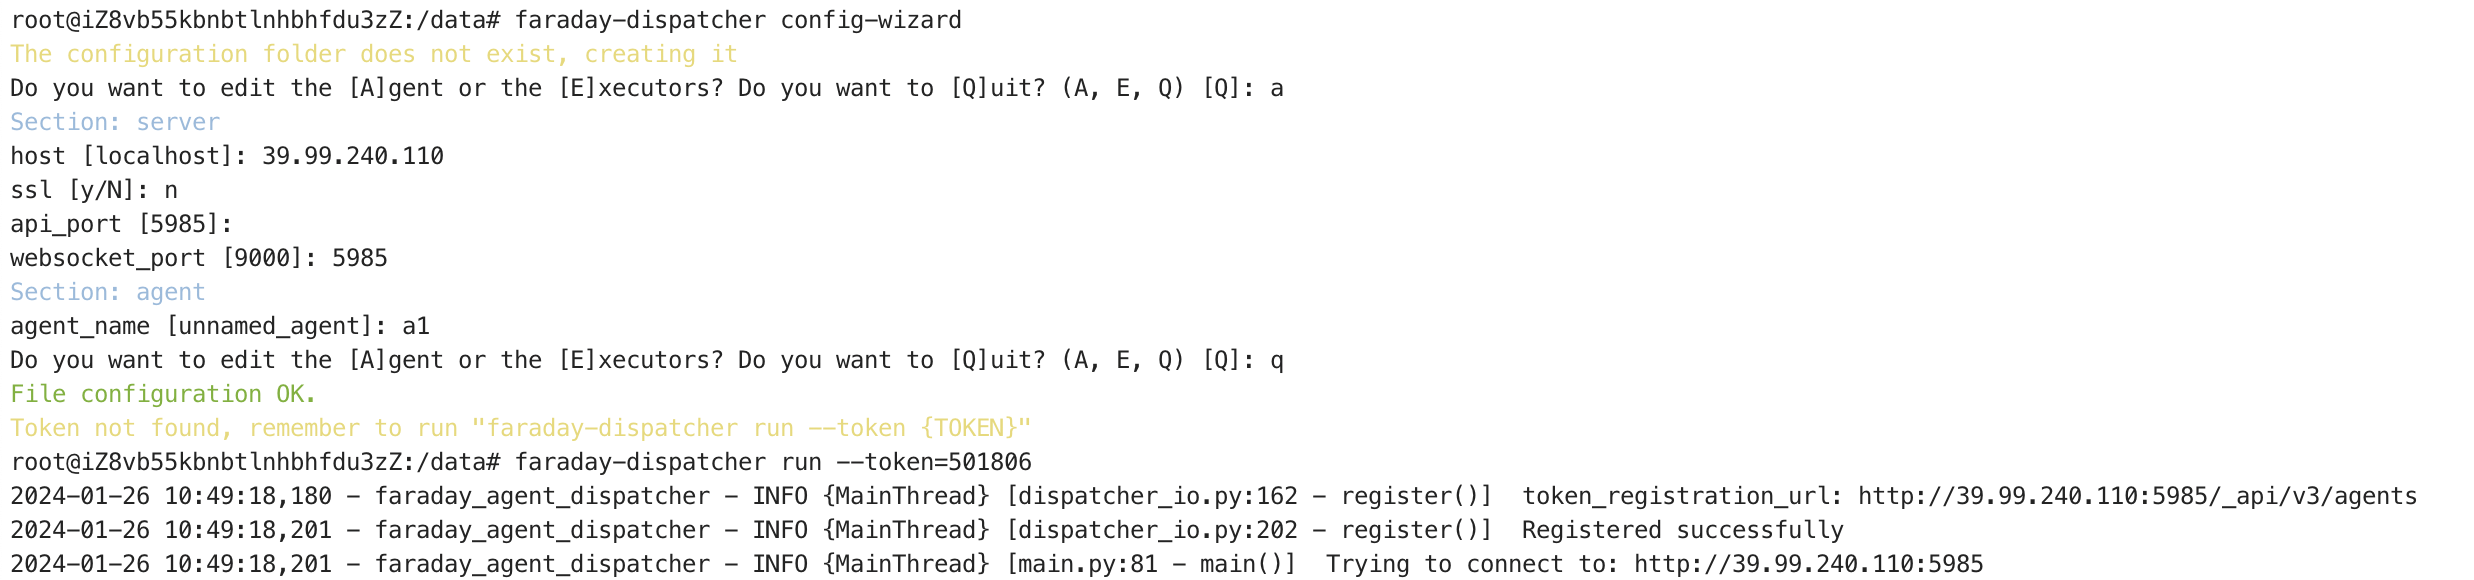 root@iZ8vb55kbnbtlnhbhfdu3zZ:/data# faraday-dispatcher config-wizard
The configuration folder does not exist, creating it
Do you want to edit the [A]gent or the [E]xecutors? Do you want to [Q]uit? (A, E, Q) [Q]: a
Section: server
host [localhost]: 39.99.240.110
ssl [y/N]: n
api_port [5985]:
websocket_port [9000]: 5985
Section: agent
agent_name [unnamed_agent]: a1
Do you want to edit the [A]gent or the [E]xecutors? Do you want to [Q]uit? (A, E, Q) [Q]: q
File configuration OK.
Token not found, remember to run "faraday-dispatcher run --token {TOKEN}"
root@iZ8vb55kbnbtlnhbhfdu3zZ:/data# faraday-dispatcher run --token=501806
2024-01-26 10:49:18,180 - faraday_agent_dispatcher - INFO {MainThread} [dispatcher_io.py:162 - register()]  token_registration_url: http://39.99.240.110:5985/_api/v3/agents
2024-01-26 10:49:18,201 - faraday_agent_dispatcher - INFO {MainThread} [dispatcher_io.py:202 - register()]  Registered successfully
2024-01-26 10:49:18,201 - faraday_agent_dispatcher - INFO {MainThread} [main.py:81 - main()]  Trying to connect to: http://39.99.240.110:5985